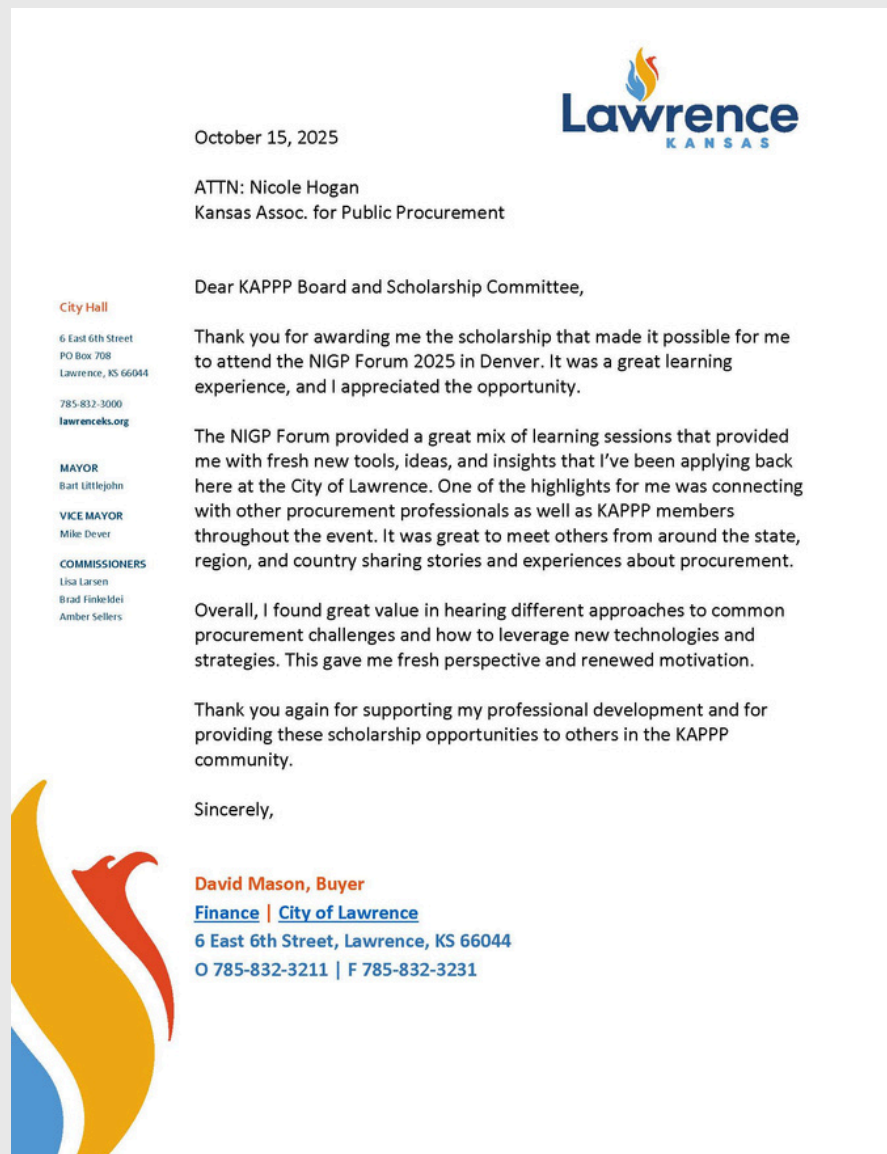 Lawrence
KANSAS
October 15, 2025
ATTN: Nicole Hogan
Kansas Assoc. for Public Procurement
Dear KAPPP Board and Scholarship Committee,
Thank you for awarding me the scholarship that made it possible for me
to attend the NIGP Forum 2025 in Denver. It was a great learning
experience, and I appreciated the opportunity.
The NIGP Forum provided a great mix of learning sessions that provided
me with fresh new tools, ideas, and insights that I’ve been applying back
here at the City of Lawrence. One of the highlights for me was connecting
with other procurement professionals as well as KAPPP members
throughout the event. It was great to meet others from around the state,
region, and country sharing stories and experiences about procurement.
Overall, I found great value in hearing different approaches to common
procurement challenges and how to leverage new technologies and
strategies. This gave me fresh perspective and renewed motivation.
Thank you again for supporting my professional development and for
providing these scholarship opportunities to others in the KAPPP
community.
Sincerely,
David Mason, Buyer
Finance | City of Lawrence
6 East 6th Street, Lawrence, KS 66044
O 785-832-3211 | F 785-832-3231
City Hall
6 East 6th Street
PO Box 708
Lawrence, KS 66044
785-832-3000
lawrenceks.org
MAYOR
Bart Littlejohn
VICE MAYOR
Mike Dever
COMMISSIONERS
Lisa Larsen
Brad Finkeldei
Amber Sellers